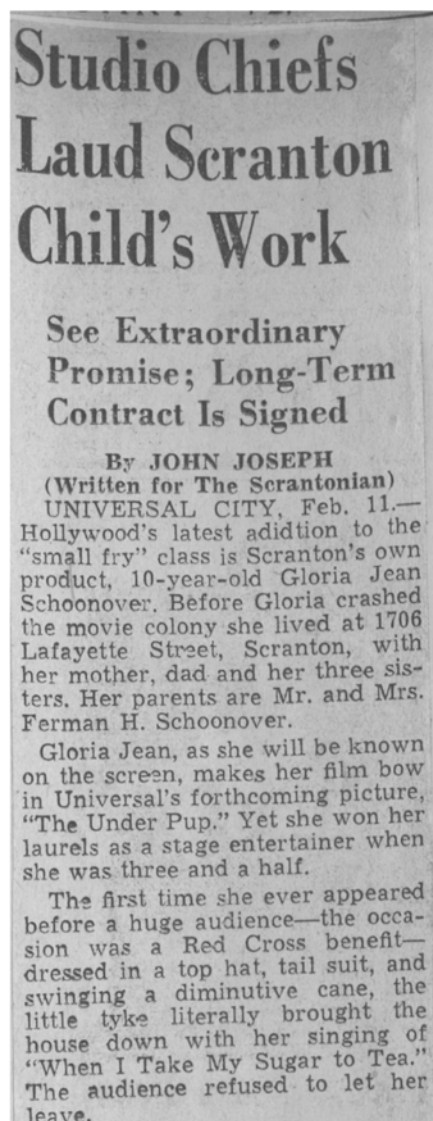 Studio Chiefs
Laud Scranton
Child's Work
See Extraordinary
Promise; Long-Term
Contract Is Signed
By JOHN JOSEPH
(Written for The Scrantonian)
UNIVERSAL CITY, Feb. 11.—
Hollywood's latest adidtion to the
"small fry" class is Scranton's own
product, 10-year-old Gloria Jean
Schoonover. Before Gloria crashed
the movie colony she lived at 1706
Lafayette Street, Scranton, with
her mother, dad and her three sis-
ters. Her parents are Mr. and Mrs.
Ferman H. Schoonover.
Gloria Jean, as she will be known
on the screen, makes her film bow
in Universal's forthcoming picture,
"The Under Pup." Yet she won her
laurels as a stage entertainer when
she was three and a half.
The first time she ever appeared
before a huge audience—the occa-
sion was a Red Cross benefit—
dressed in a top hat, tail suit, and
swinging a diminutive cane, the
little tyke literally brought the
house down with her singing of
"When I Take My Sugar to Tea."
The audience refused to let her
leave.